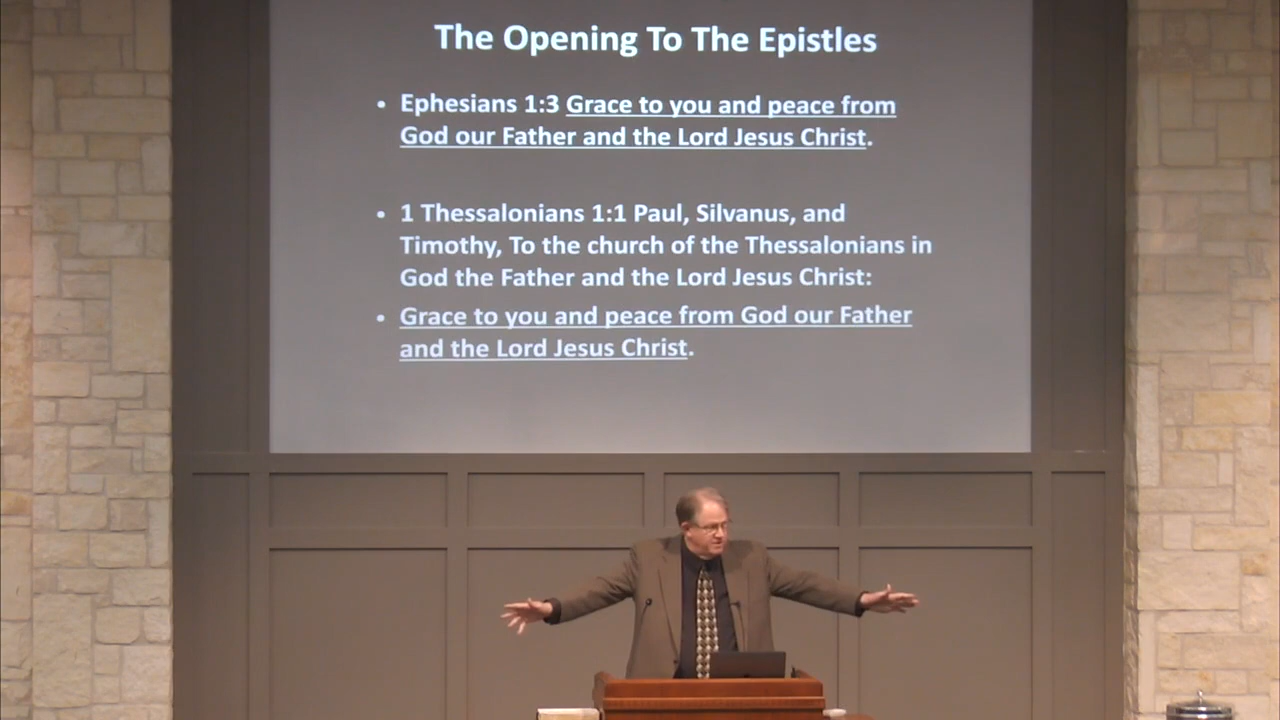 The Opening To The Epistles
• Ephesians 1:3 Grace to you and peace from
God our Father and the Lord Jesus Christ.
• 1 Thessalonians 1:1 Paul, Silvanus, and
Timothy, To the church of the Thessalonians in
God the Father and the Lord Jesus Christ:
• Grace to you and peace from God our Father
and the Lord Jesus Christ.